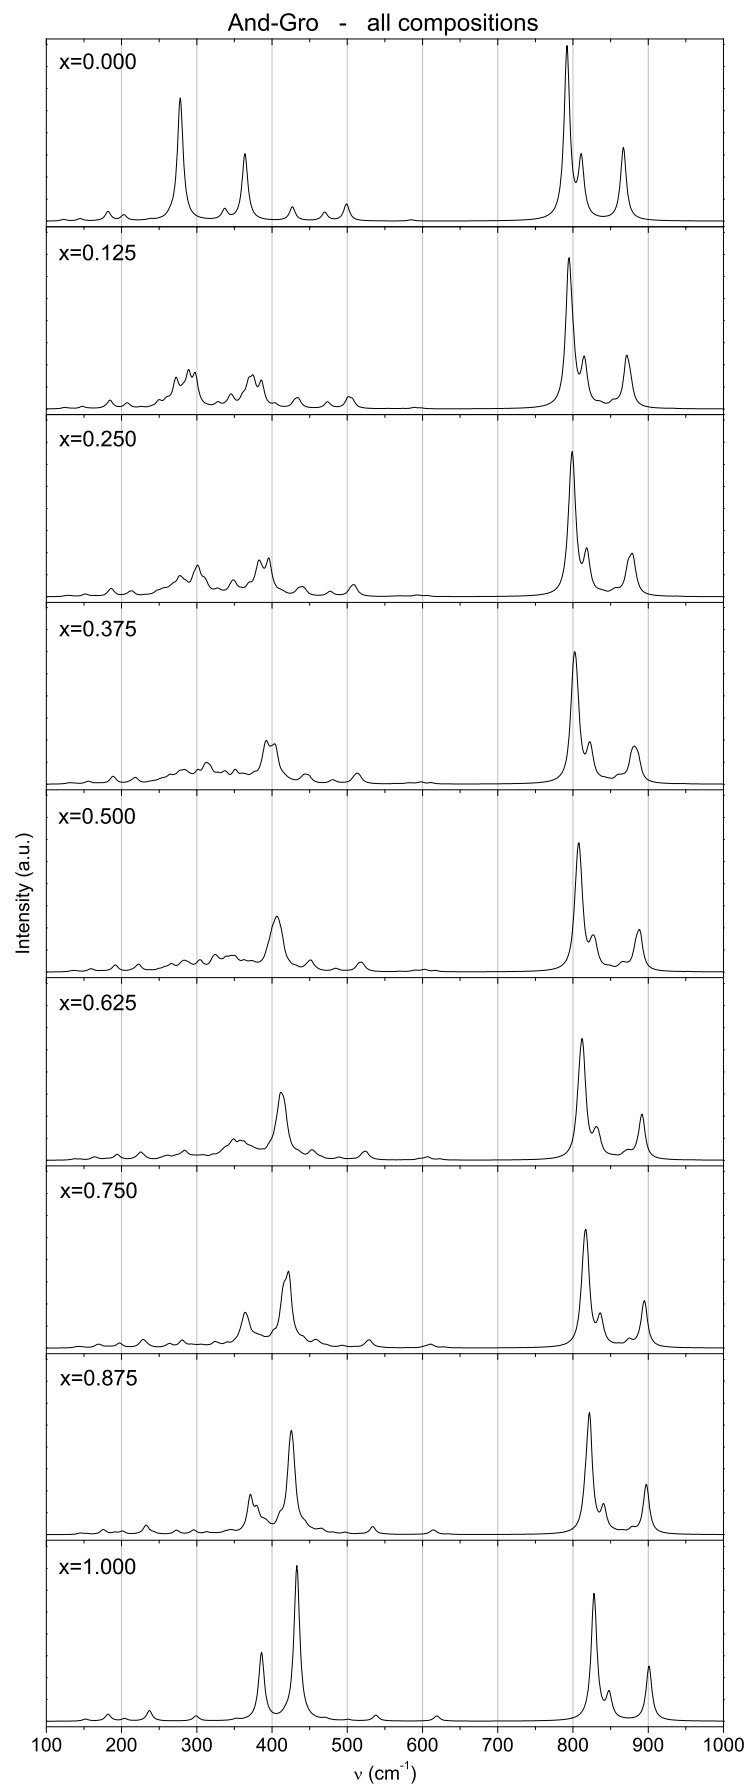 And-Gro - all compositions
x=0.000
x=0.125
x=0.250
x=0.375
x=0.500
Intensity (a.u.)
x=0.625
x=0.750
x=0.875
x=1.000
100 200 300 400 500 600 700 800 900 1000
ν (cm⁻¹)